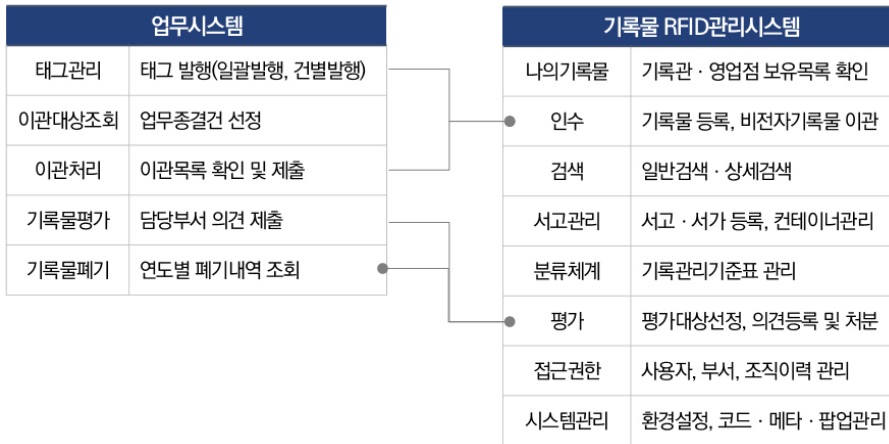 업무시스템
태그관리 태그 발행(일괄발행, 건별발행)
이관대상조회 업무종결건 선정
이관처리 이관목록 확인 및 제출
기록물평가 담당부서 의견 제출
기록물폐기 연도별 폐기내역 조회
기록물 RFID관리시스템
나의기록물 기록관 · 영업점 보유목록 확인
인수 기록물 등록, 비전자기록물 이관
검색 일반검색 · 상세검색
서고관리 서고 · 서가 등록, 컨테이너관리
분류체계 기록관리기준표 관리
평가 평가대상선정, 의견등록 및 처분
접근권한 사용자, 부서, 조직이력 관리
시스템관리 환경설정, 코드 · 메타 · 팝업관리